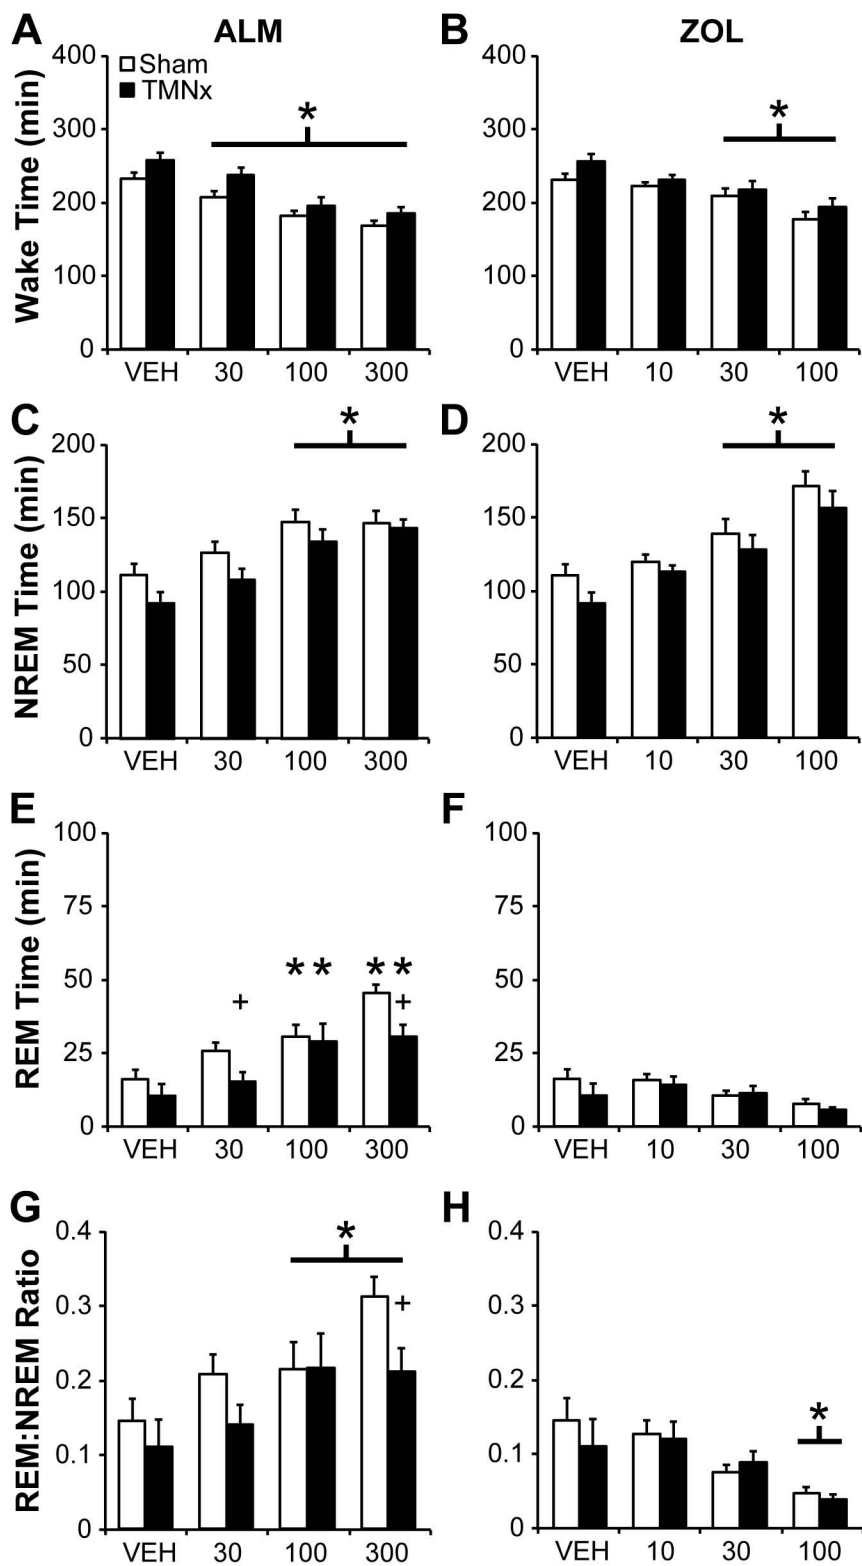 A ALM
B ZOL
Wake Time (min)
400
300
200
100
0
Sham
TMNx
*
VEH 30 100 300
400
300
200
100
0
*
VEH 10 30 100
C
NREM Time (min)
200
150
100
50
0
*
VEH 30 100 300
D
200
150
100
50
0
*
VEH 10 30 100
E
REM Time (min)
100
75
50
25
0
+ * * * * +
VEH 30 100 300
F
100
75
50
25
0
VEH 10 30 100
G
REM:NREM Ratio
0.4
0.3
0.2
0.1
0
*
+
VEH 30 100 300
H
0.4
0.3
0.2
0.1
0
*
VEH 10 30 100